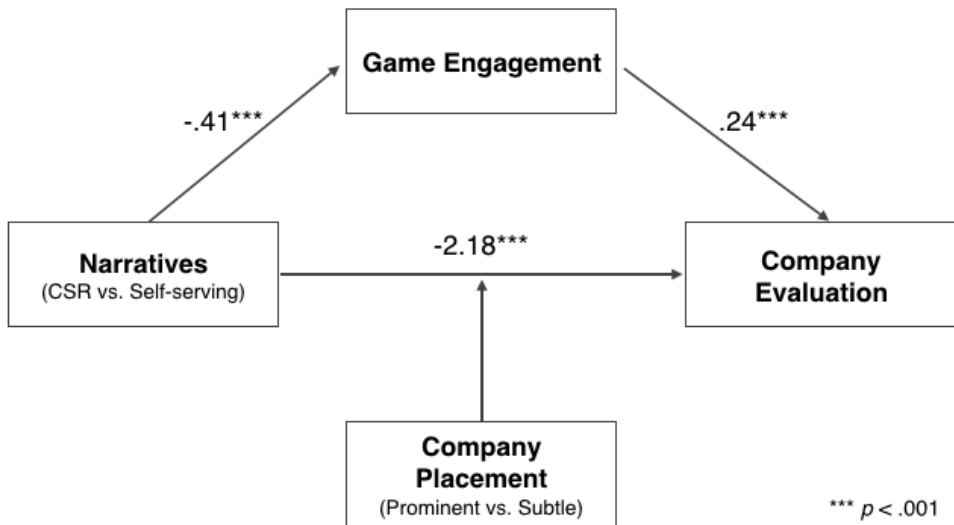 Game Engagement
-.41***
.24***
-2.18***
Narratives
(CSR vs. Self-serving)
Company
Evaluation
Company
Placement
(Prominent vs. Subtle)
*** p < .001